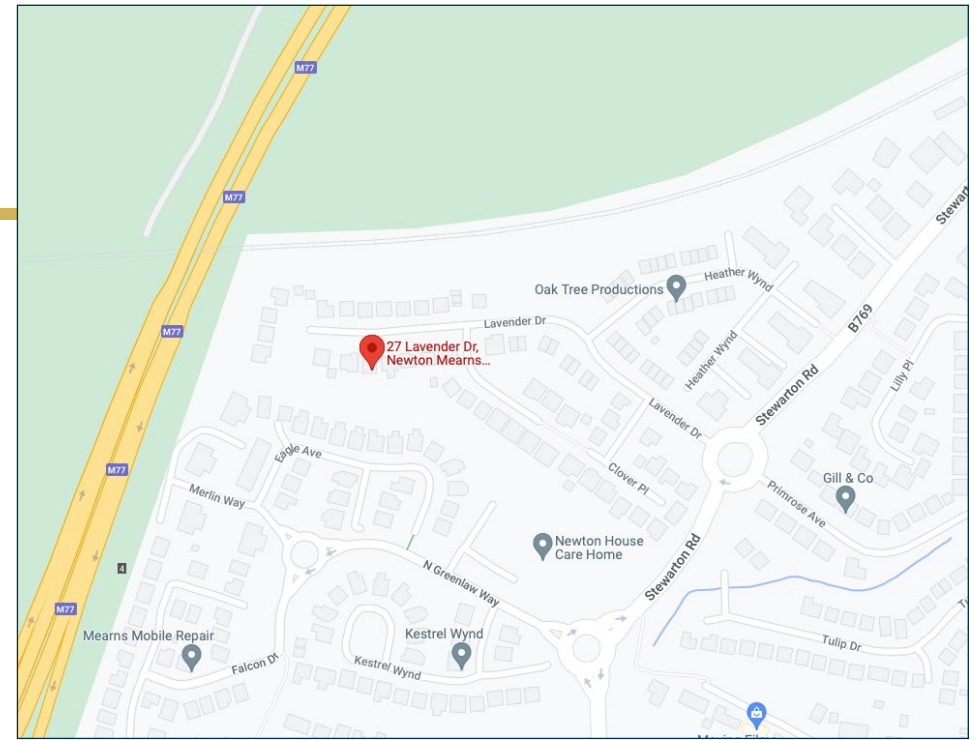 M77
M77
Stewart
Heather Wynd
Oak Tree Productions
B769
Lavender Dr
M77
27 Lavender Dr,
Newton Mearns...
Heather Wynd
Lilly Pl
Stewarton Rd
Lavender Dr
Eagle Ave
M77
Clover Pl
Gill & Co
Merlin Way
Primrose Ave
Newton House
Care Home
4
N Greenlaw Way
Stewarton Rd
M77
Mearns Mobile Repair
Kestrel Wynd
Tulip Dr
Falcon Dr
Kestrel Wynd